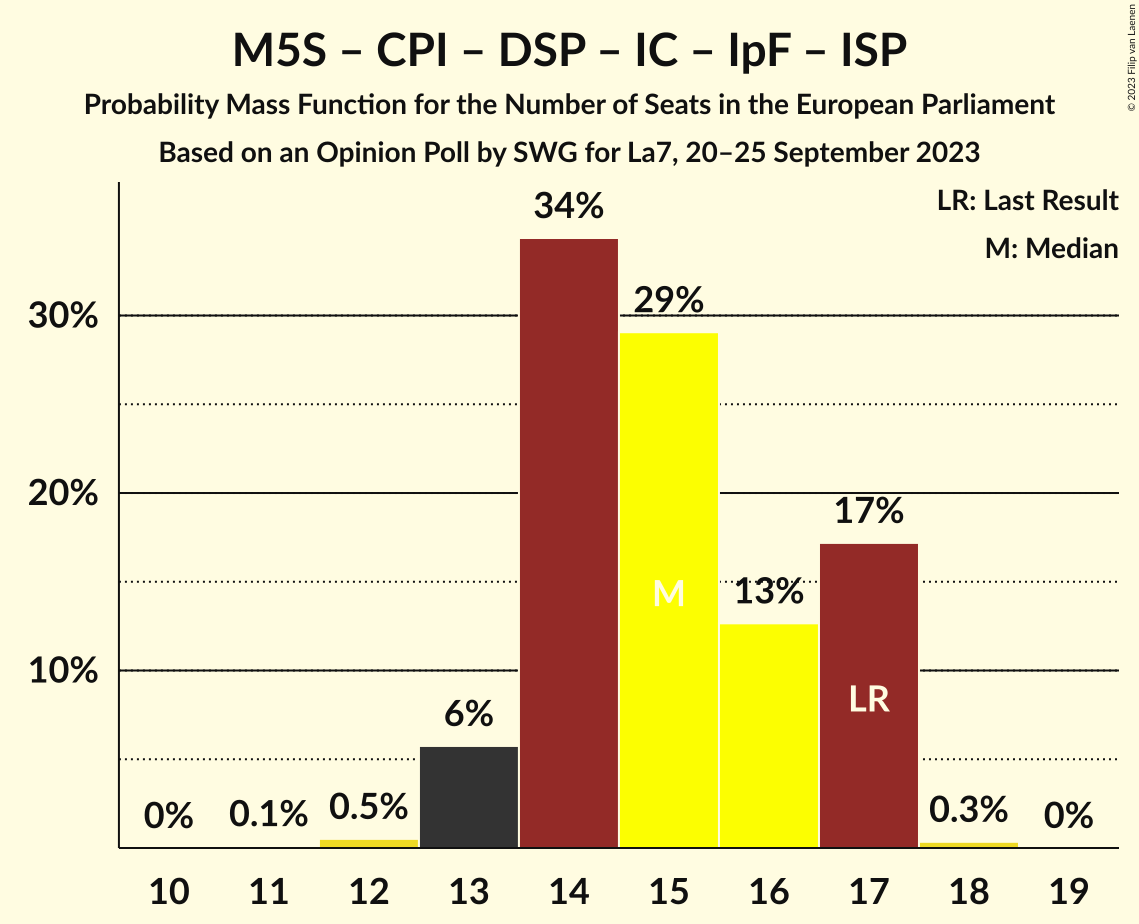 M5S – CPI – DSP – IC – IpF – ISP
Probability Mass Function for the Number of Seats in the European Parliament
Based on an Opinion Poll by SWG for La7, 20–25 September 2023
© 2023 Filip van Laenen
LR: Last Result
M: Median
34%
29%
30%
20%
17%
13%
M
10%
LR
6%
0%
0.1%
0.5%
0.3%
0%
10 11 12 13 14 15 16 17 18 19